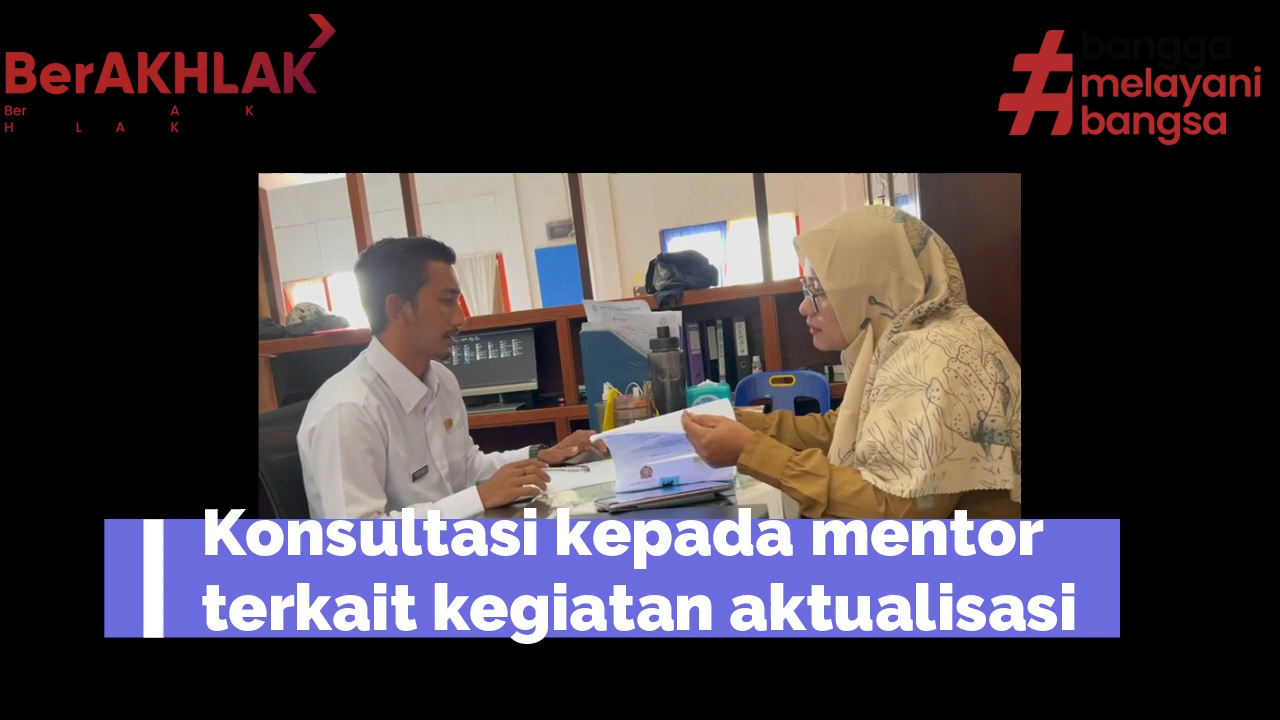 BerAKHLAK
Ber A K
H L A K
#bangga
melayani
bangsa
Konsultasi kepada mentor
terkait kegiatan aktualisasi